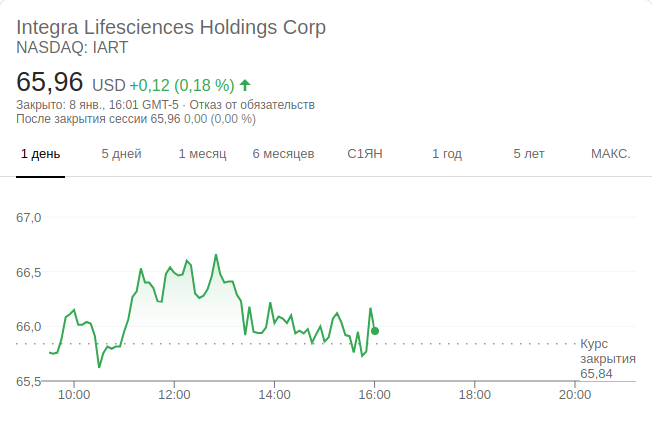 Integra Lifesciences Holdings Corp
NASDAQ: IART
65,96 USD +0,12 (0,18 %)
Закрыто: 8 янв., 16:01 GMT-5 · Отказ от обязательств
После закрытия сессии 65,96 0,00 (0,00 %)
1 день 5 дней 1 месяц 6 месяцев С1ЯН 1 год 5 лет МАКС.
67,0
66,5
66,0
Курс
закрытия
65,84
65,5
10:00 12:00 14:00 16:00 18:00 20:00